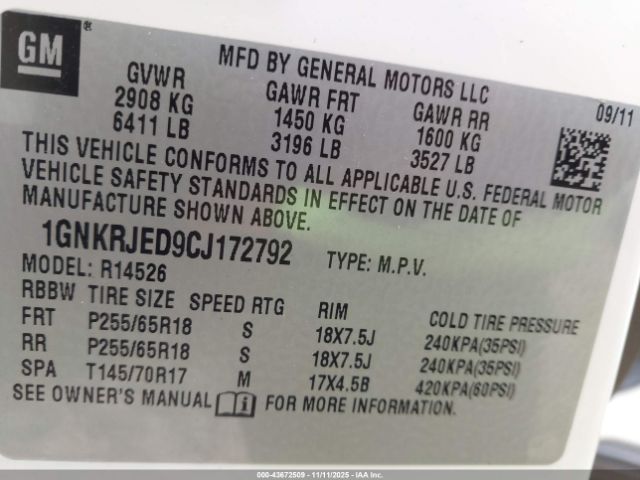 GM ®
MFD BY GENERAL MOTORS LLC
09/11
GVWR GAWR FRT GAWR RR
2908 KG 1450 KG 1600 KG
6411 LB 3196 LB 3527 LB
THIS VEHICLE CONFORMS TO ALL APPLICABLE U.S. FEDERAL MOTOR
VEHICLE SAFETY STANDARDS IN EFFECT ON THE DATE OF
MANUFACTURE SHOWN ABOVE.
1GNKRJED9CJ172792 TYPE: M.P.V.
MODEL: R14526
RBBW TIRE SIZE SPEED RTG RIM COLD TIRE PRESSURE
FRT P255/65R18 S 18X7.5J 240KPA(35PSI)
RR P255/65R18 S 18X7.5J 240KPA(35PSI)
SPA T145/70R17 M 17X4.5B 420KPA(60PSI)
SEE OWNER'S MANUAL FOR MORE INFORMATION.
000-43672509 - 11/11/2025 - IAAI.CA